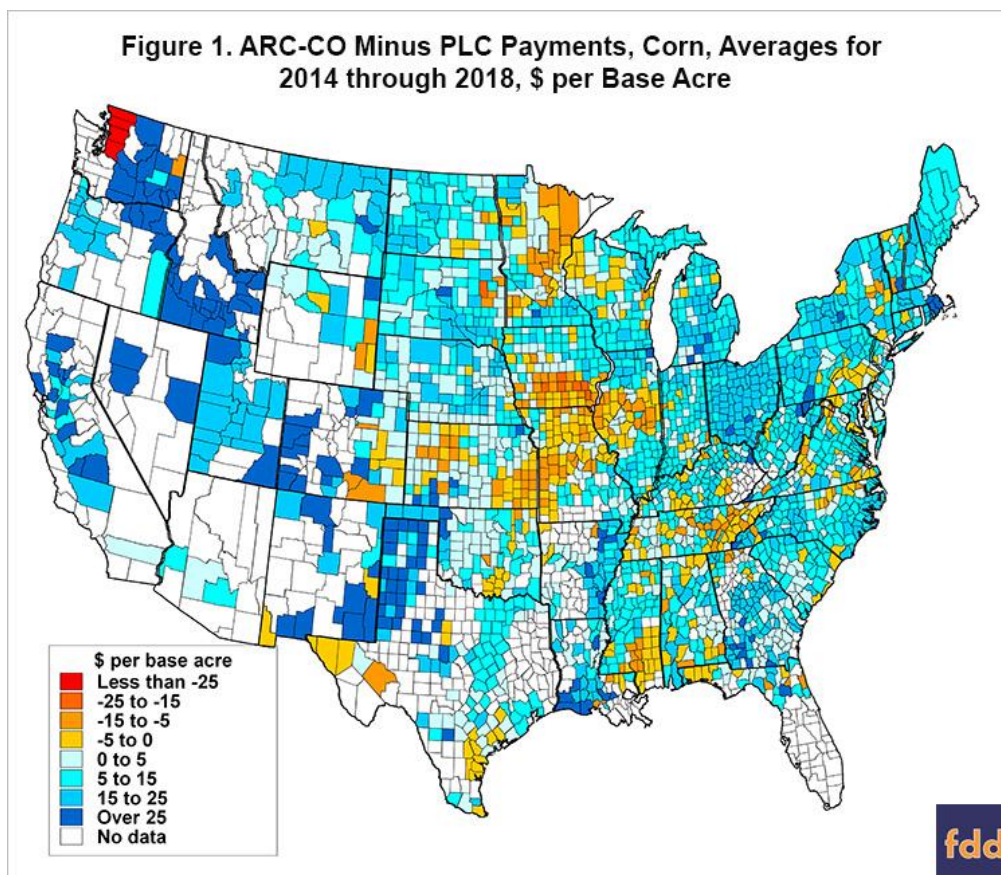 Figure 1. ARC-CO Minus PLC Payments, Corn, Averages for
2014 through 2018, $ per Base Acre
$ per base acre
Less than -25
-25 to -15
-15 to -5
-5 to 0
0 to 5
5 to 15
15 to 25
Over 25
No data
fdd